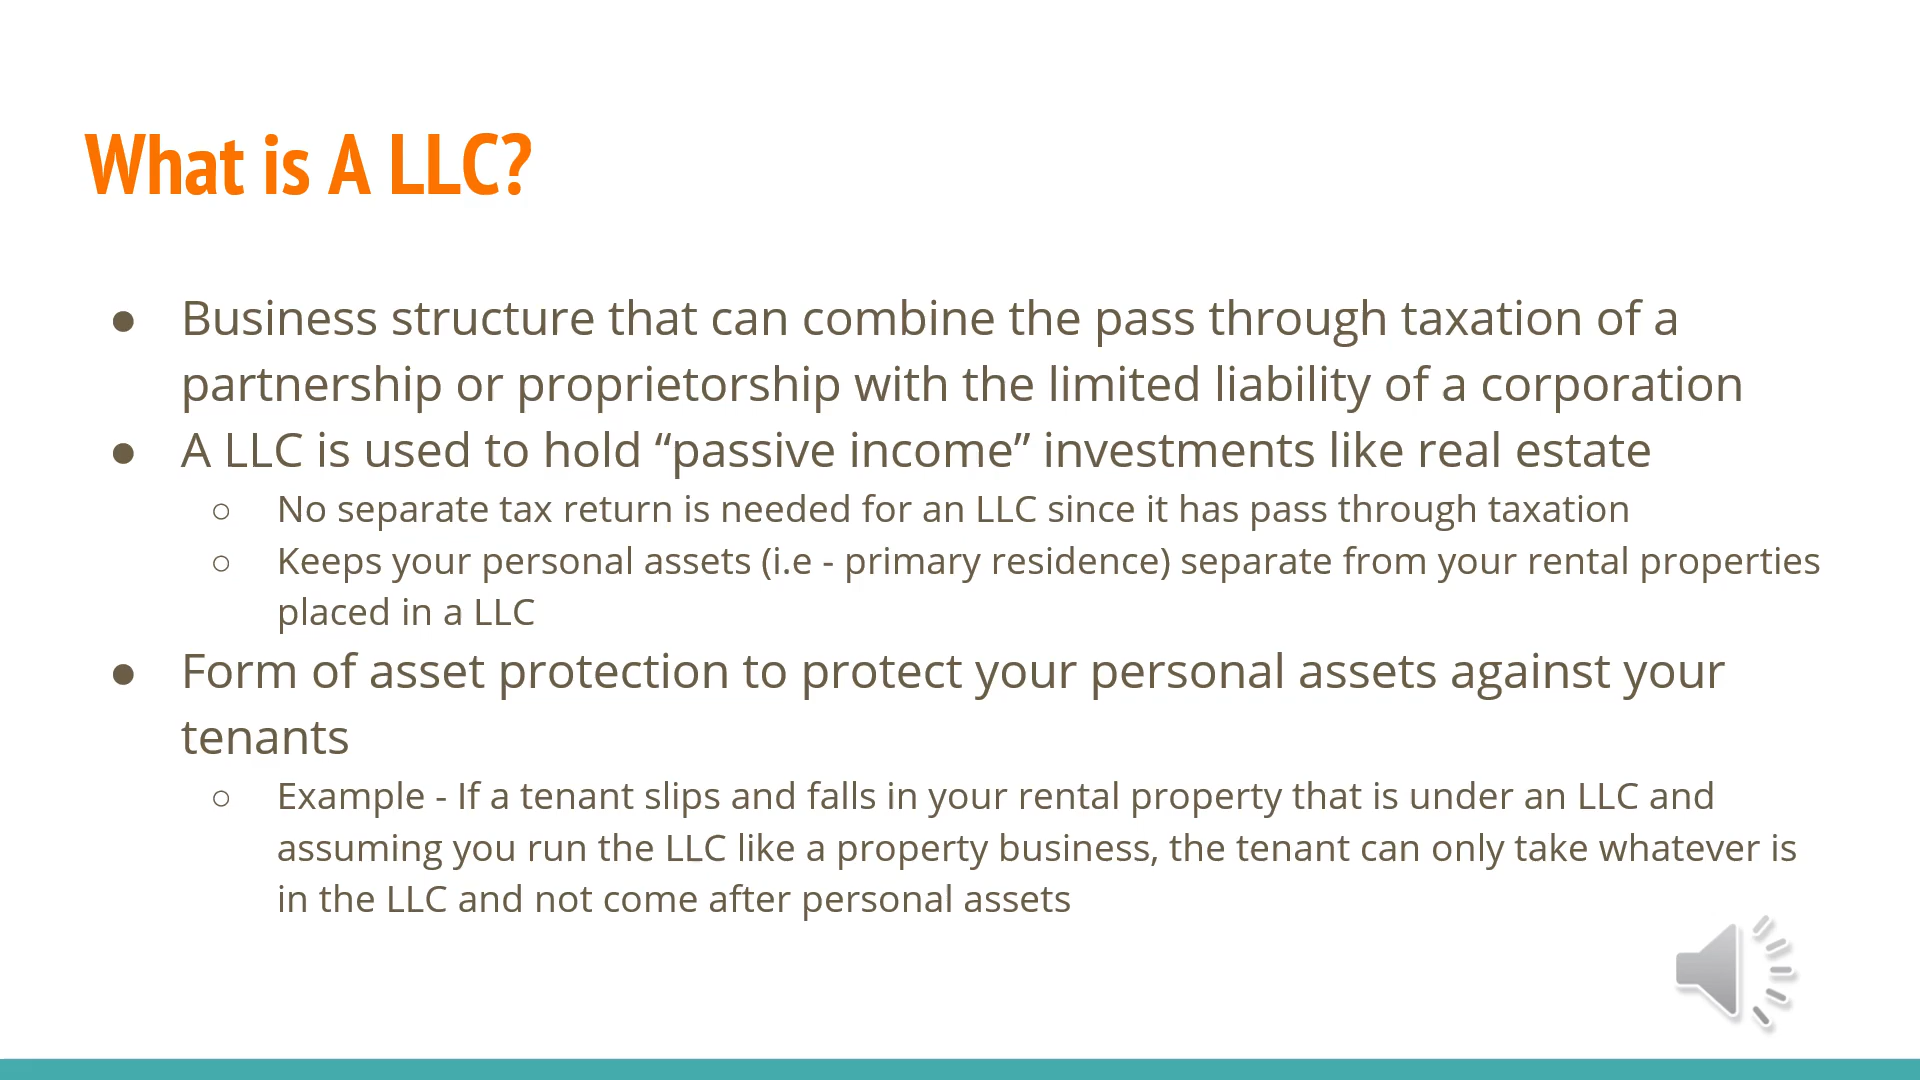 What is A LLC?
● Business structure that can combine the pass through taxation of a
partnership or proprietorship with the limited liability of a corporation
● A LLC is used to hold “passive income” investments like real estate
○ No separate tax return is needed for an LLC since it has pass through taxation
○ Keeps your personal assets (i.e - primary residence) separate from your rental properties
placed in a LLC
● Form of asset protection to protect your personal assets against your
tenants
○ Example - If a tenant slips and falls in your rental property that is under an LLC and
assuming you run the LLC like a property business, the tenant can only take whatever is
in the LLC and not come after personal assets